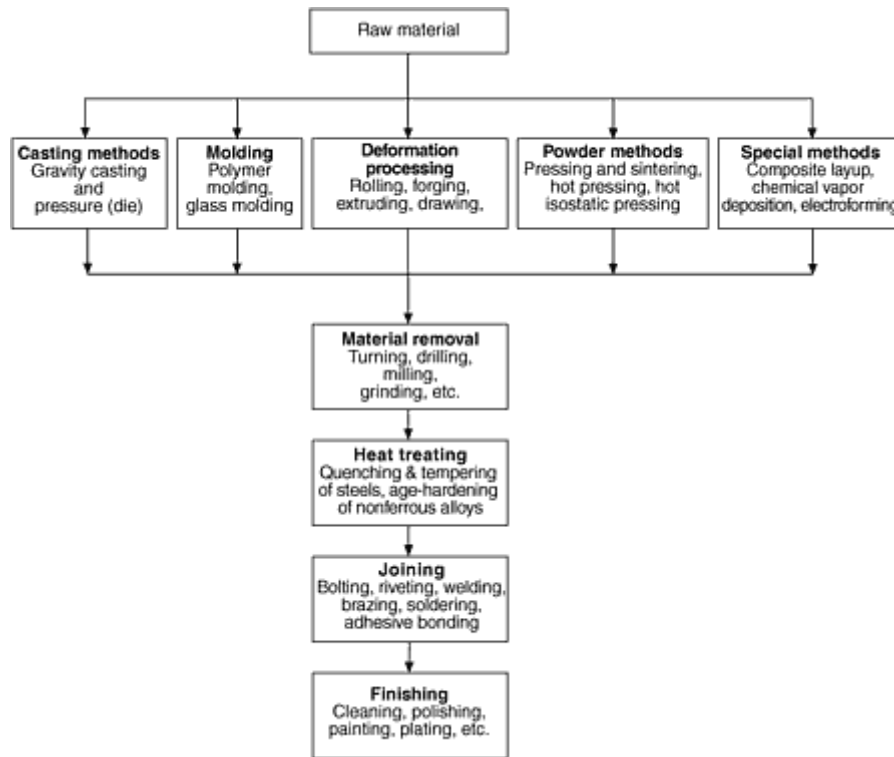 Raw material
Casting methods
Gravity casting
and
pressure (die)
Molding
Polymer
molding,
glass molding
Deformation
processing
Rolling, forging,
extruding, drawing,
Powder methods
Pressing and sintering,
hot pressing, hot
isostatic pressing
Special methods
Composite layup,
chemical vapor
deposition, electroforming
Material removal
Turning, drilling,
milling,
grinding, etc.
Heat treating
Quenching & tempering
of steels, age-hardening
of nonferrous alloys
Joining
Bolting, riveting, welding,
brazing, soldering,
adhesive bonding
Finishing
Cleaning, polishing,
painting, plating, etc.